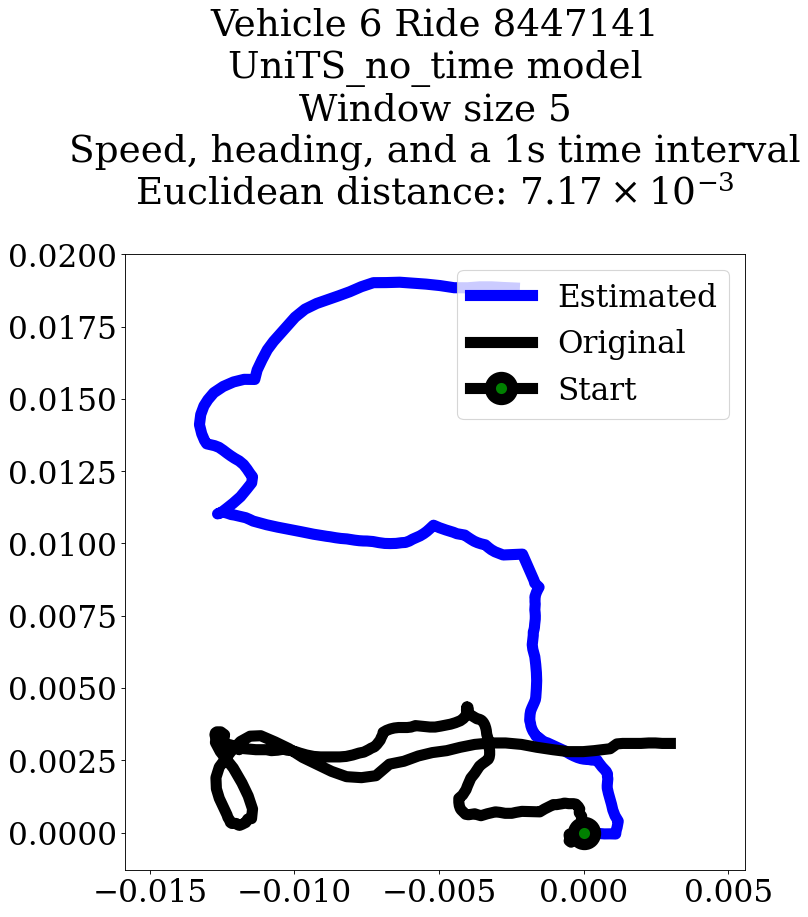 Vehicle 6 Ride 8447141
UniTS_no_time model
Window size 5
Speed, heading, and a 1s time interval
Euclidean distance: 7.17 × 10⁻³
0.0200
0.0175
0.0150
0.0125
0.0100
0.0075
0.0050
0.0025
0.0000
Estimated
Original
Start
−0.015 −0.010 −0.005 0.000 0.005